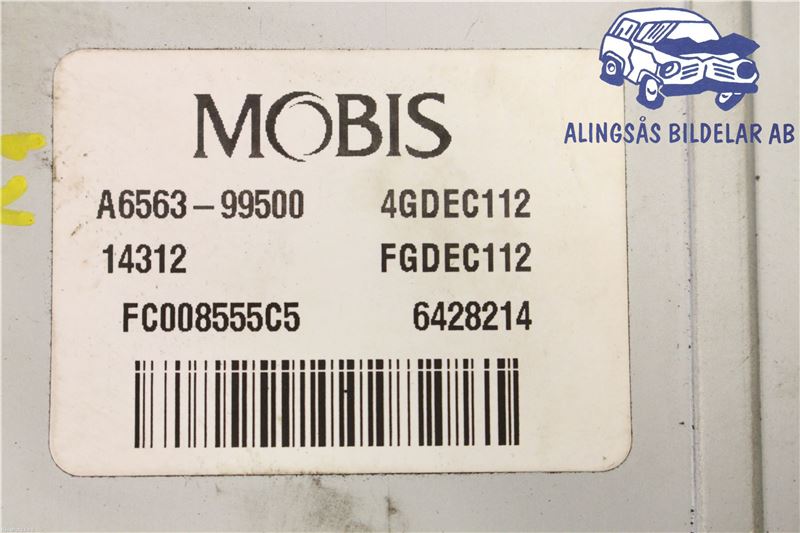 ALINGSÅS BILDELAR AB
MOBIS
A6563-99500 4GDEC112
14312 FGDEC112
FC008555C5 6428214